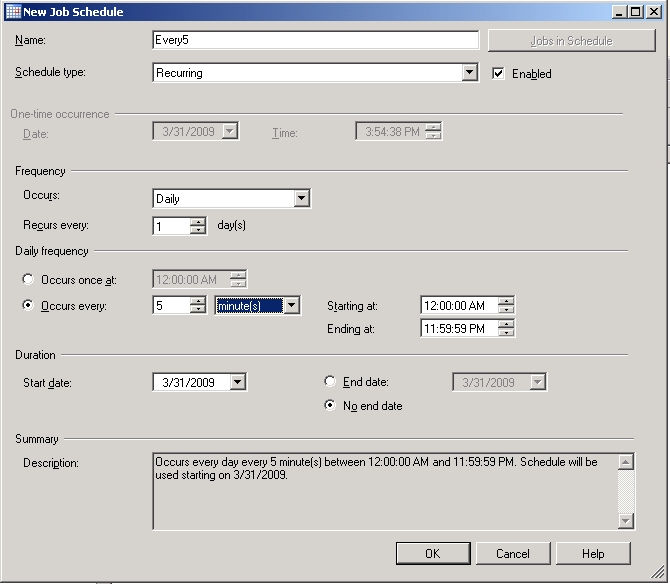 New Job Schedule
Name: Every5 Jobs in Schedule
Schedule type: Recurring Enabled
One-time occurrence
Date: 3/31/2009 Time: 3:54:38 PM
Frequency
Occurs: Daily
Recurs every: 1 day(s)
Daily frequency
Occurs once at: 12:00:00 AM
Occurs every: 5 minute(s) Starting at: 12:00:00 AM
Ending at: 11:59:59 PM
Duration
Start date: 3/31/2009 End date: 3/31/2009
No end date
Summary
Description: Occurs every day every 5 minute(s) between 12:00:00 AM and 11:59:59 PM. Schedule will be
used starting on 3/31/2009.
OK Cancel Help